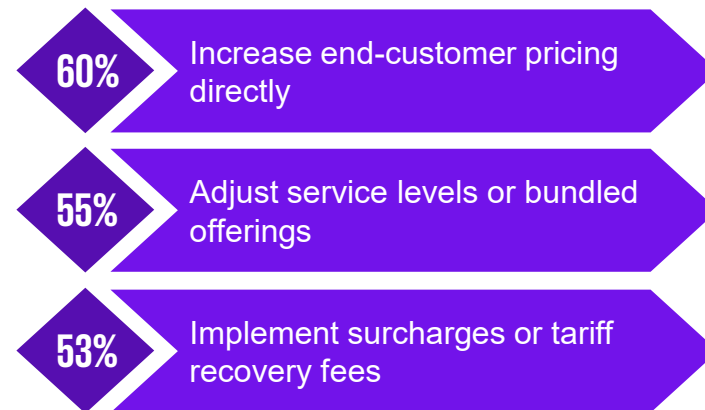 60%
Increase end-customer pricing
directly
55%
Adjust service levels or bundled
offerings
53%
Implement surcharges or tariff
recovery fees